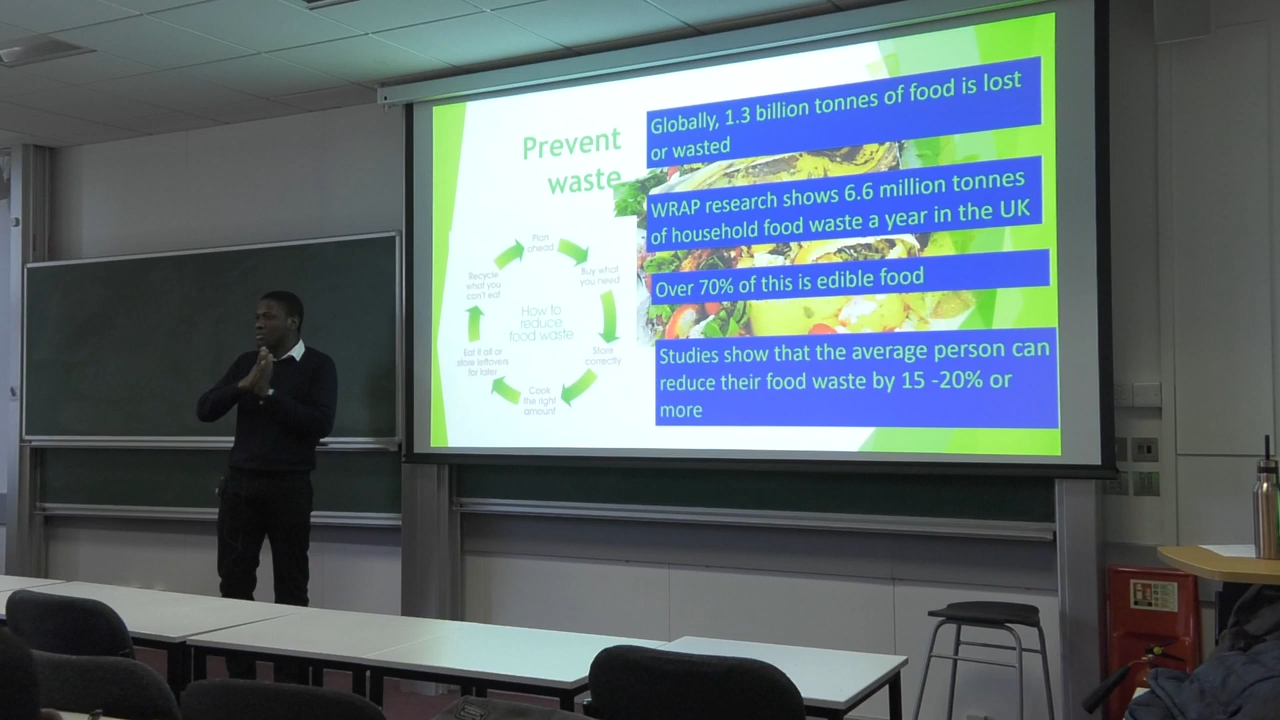 Prevent
waste
Globally, 1.3 billion tonnes of food is lost
or wasted
WRAP research shows 6.6 million tonnes
of household food waste a year in the UK
Over 70% of this is edible food
Studies show that the average person can
reduce their food waste by 15 -20% or
more
How to
reduce
food waste
Plan
ahead
Buy what
you need
Store
correctly
Cook
the right
amount
Eat it all or
store leftovers
for later
Recycle
what you
can't eat